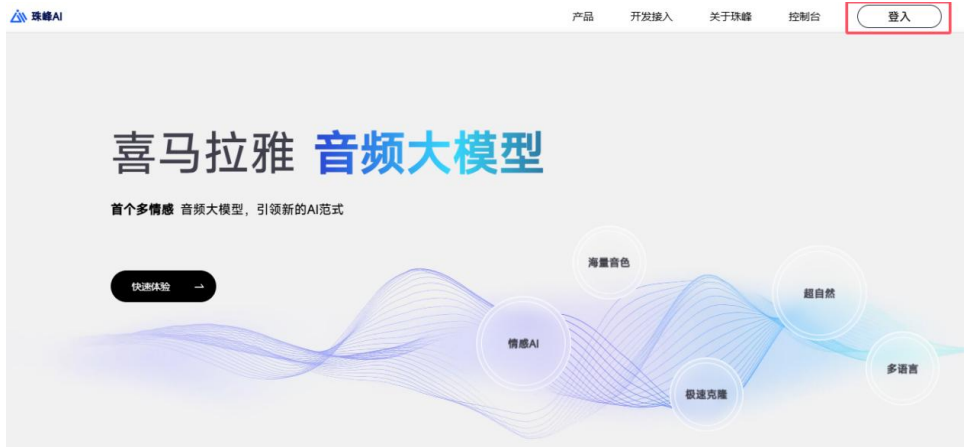 珠峰AI 产品 开发接入 关于珠峰 控制台 登入
喜马拉雅 音频大模型
首个多情感 音频大模型，引领新的AI范式
海量音色
快速体验 →
超自然
情感AI
多语言
极速克隆